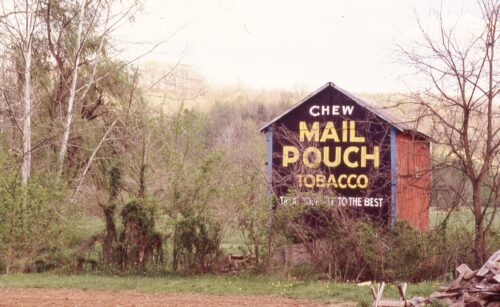 CHEW
MAIL
POUCH
TOBACCO
TO THE BEST